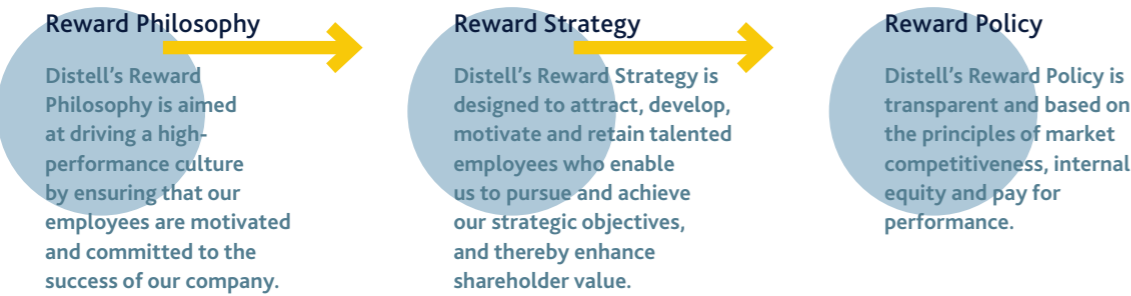 Reward Philosophy
Distell's Reward
Philosophy is aimed
at driving a high-
performance culture
by ensuring that our
employees are motivated
and committed to the
success of our company.
Reward Strategy
Distell's Reward Strategy is
designed to attract, develop,
motivate and retain talented
employees who enable
us to pursue and achieve
our strategic objectives,
and thereby enhance
shareholder value.
Reward Policy
Distell's Reward Policy is
transparent and based on
the principles of market
competitiveness, internal
equity and pay for
performance.